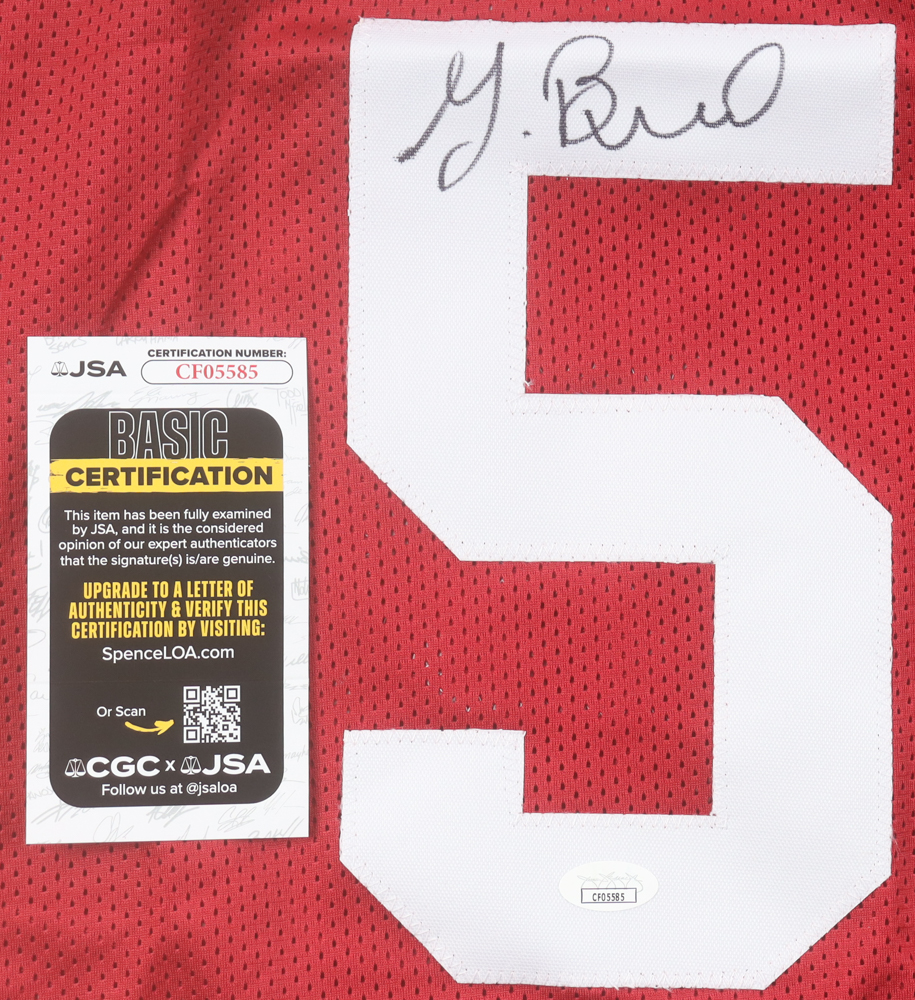 5
JSA
CERTIFICATION NUMBER:
CF05585
BASIC
CERTIFICATION
This item has been fully examined
by JSA, and it is the considered
opinion of our expert authenticators
that the signature(s) is/are genuine.
UPGRADE TO A LETTER OF
AUTHENTICITY & VERIFY THIS
CERTIFICATION BY VISITING:
SpenceLOA.com
Or Scan
CGC x JSA
Follow us at @jsaloa
CF05585